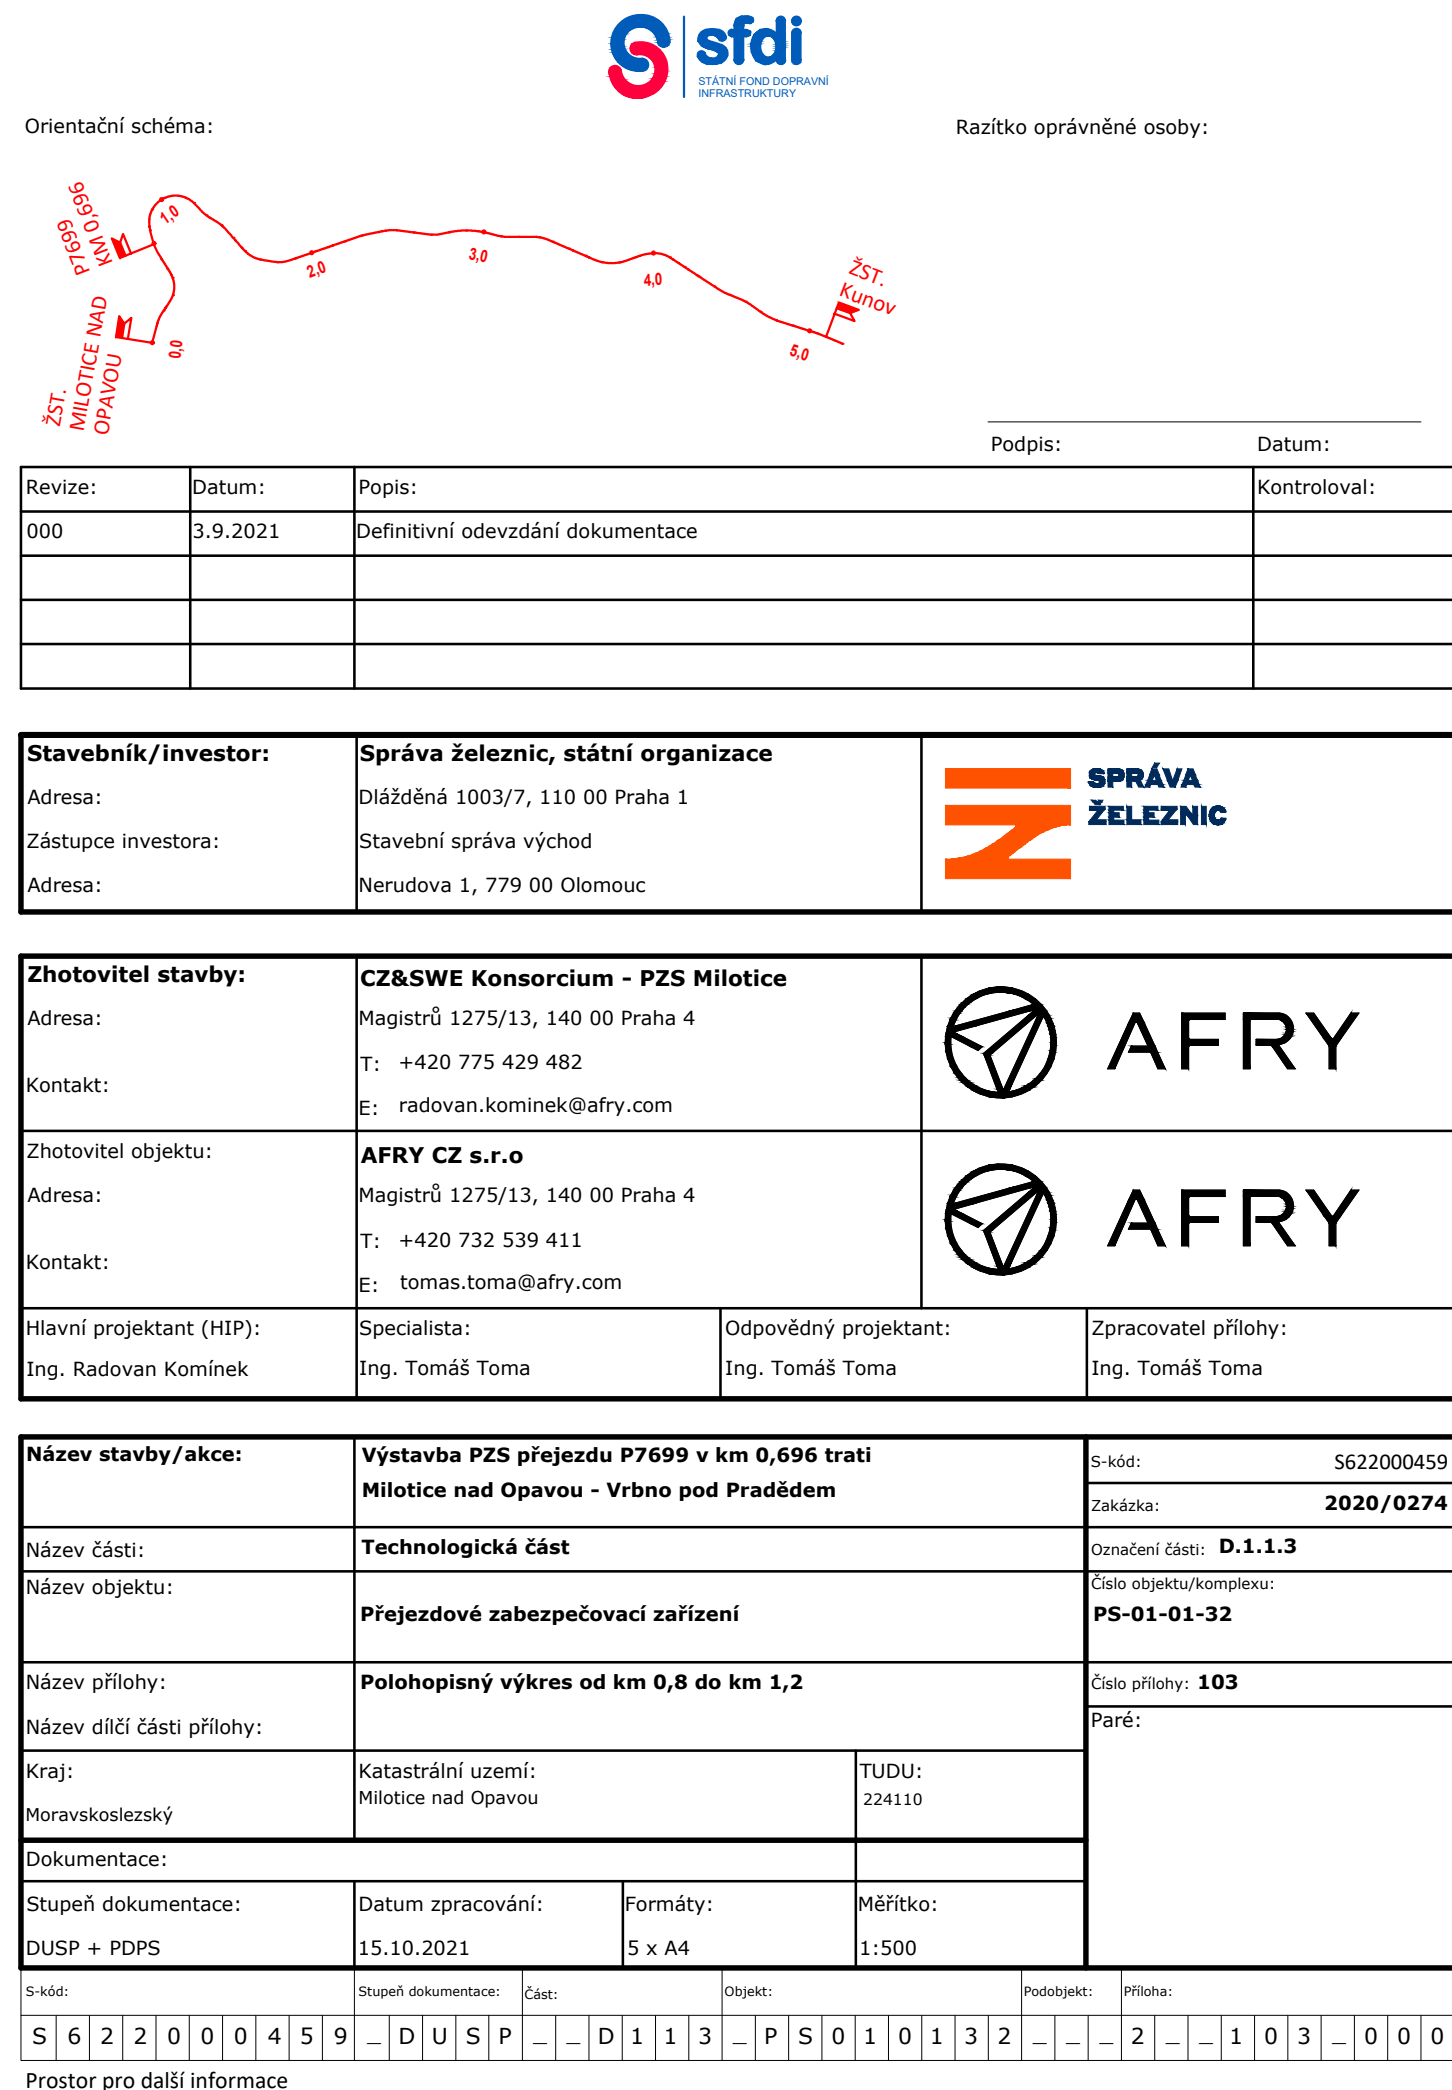 sfdi
STÁTNÍ FOND DOPRAVNÍ
INFRASTRUKTURY
Orientační schéma:
Razítko oprávněné osoby:
P7699
KM 0,696
1,0
2,0
3,0
4,0
5,0
0,0
ŽST.
Kunov
ŽST.
MILOTICE NAD
OPAVOU
Podpis: Datum:
Revize: Datum: Popis: Kontroloval:
000 3.9.2021 Definitivní odevzdání dokumentace
Stavebník/investor: Správa železnic, státní organizace
Adresa: Dlážděná 1003/7, 110 00 Praha 1
Zástupce investora: Stavební správa východ
Adresa: Nerudova 1, 779 00 Olomouc
SPRÁVA
ŽELEZNIC
Zhotovitel stavby: CZ&SWE Konsorcium - PZS Milotice
Adresa: Magistrů 1275/13, 140 00 Praha 4
Kontakt:
T: +420 775 429 482
E: radovan.kominek@afry.com
AFRY
Zhotovitel objektu: AFRY CZ s.r.o
Adresa: Magistrů 1275/13, 140 00 Praha 4
Kontakt:
T: +420 732 539 411
E: tomas.toma@afry.com
AFRY
Hlavní projektant (HIP): Specialista: Odpovědný projektant: Zpracovatel přílohy:
Ing. Radovan Komínek Ing. Tomáš Toma Ing. Tomáš Toma Ing. Tomáš Toma
Název stavby/akce: Výstavba PZS přejezdu P7699 v km 0,696 trati
Milotice nad Opavou - Vrbno pod Pradědem
S-kód: S622000459
Zakázka: 2020/0274
Název části: Technologická část
Označení části: D.1.1.3
Název objektu:
Přejezdové zabezpečovací zařízení
Číslo objektu/komplexu:
PS-01-01-32
Název přílohy: Polohopisný výkres od km 0,8 do km 1,2
Číslo přílohy: 103
Název dílčí části přílohy:
Paré:
Kraj: Katastrální uzemí: TUDU:
Moravskoslezský Milotice nad Opavou 224110
Dokumentace:
Stupeň dokumentace: Datum zpracování: Formáty: Měřítko:
DUSP + PDPS 15.10.2021 5 x A4 1:500
S-kód: Stupeň dokumentace: Část: Objekt: Podobjekt: Příloha:
S 6 2 2 0 0 0 4 5 9 _ D U S P _ _ D 1 1 3 _ P S 0 1 0 1 3 2 _ _ _ 2 _ _ 1 0 3 _ 0 0 0
Prostor pro další informace